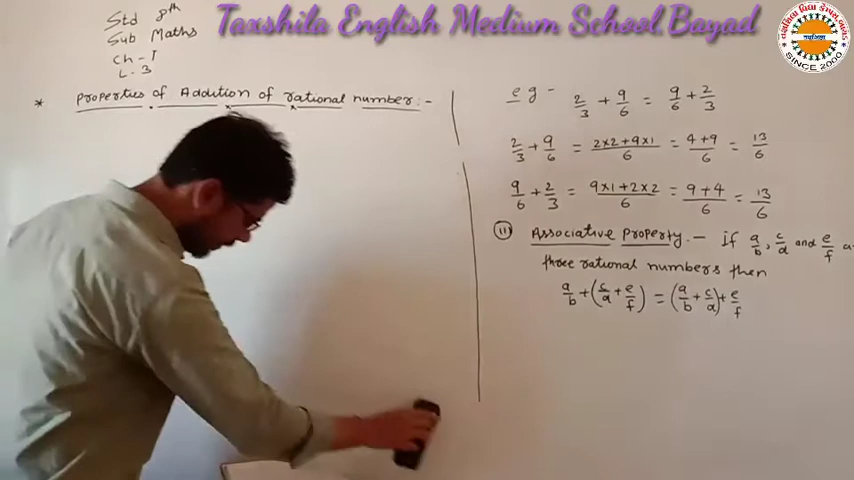 Taxshila English Medium School Bayad
SINCE 2000
Std 8th
Sub Maths
Ch - 1
L - 3
* Properties of Addition of rational number :-
eg - 2/3 + 9/6 = 9/6 + 2/3
2/3 + 9/6 = 2×2+9×1/6 = 4+9/6 = 13/6
9/6 + 2/3 = 9×1+2×2/6 = 9+4/6 = 13/6
(ii) Associative Property - If a/b, c/d and e/f a
three rational numbers then
a/b + (c/d + e/f) = (a/b + c/d) + e/f